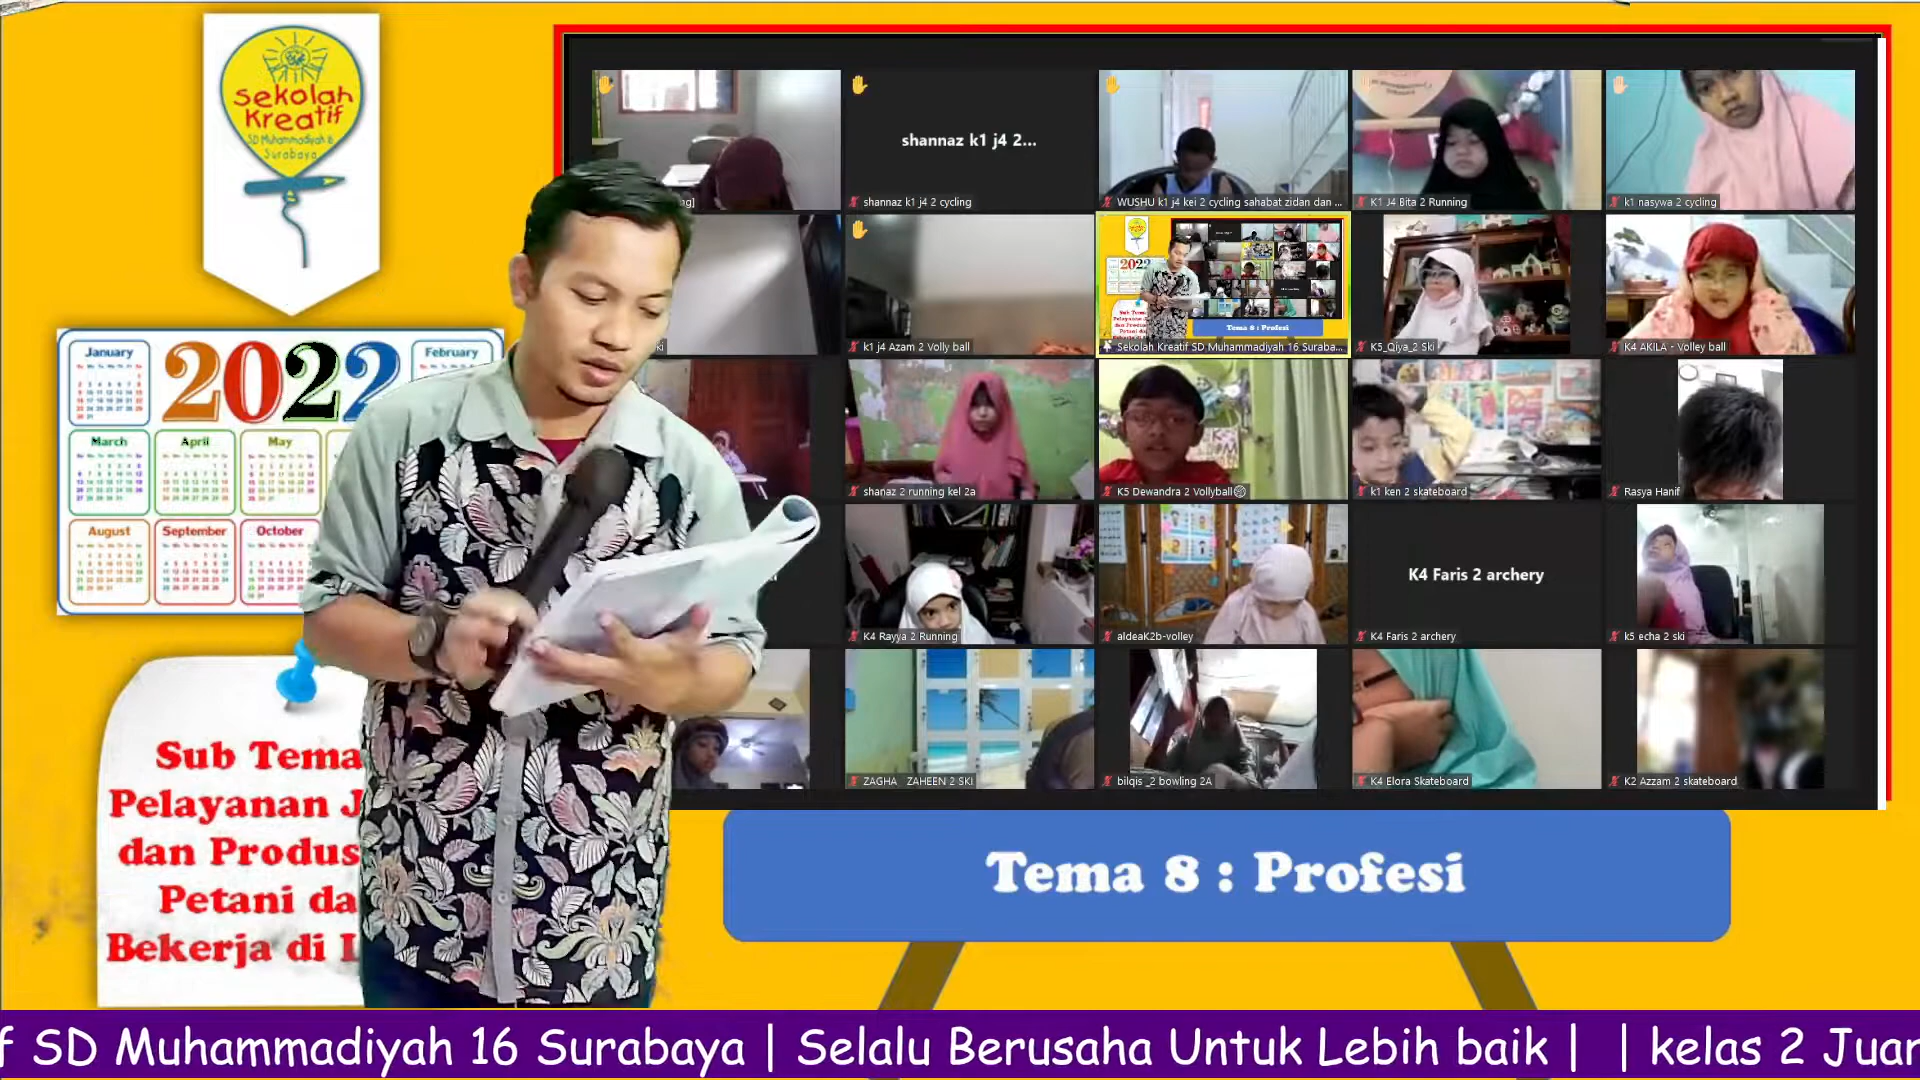 Sekolah
Kreatif
SD Muhammadiyah 16
Surabaya
2022
January
February
March
April
May
August
September
October
Sub Tema
Pelayanan J
dan Produs
Petani da
Bekerja di
shannaz k1 j4 2...
shannaz k1 j4 2 cycling
WUSHU k1 j4 kei 2 cycling sahabat zidan dan ...
K1 J4 Bita 2 Running
k1 nasywa 2 cycling
k1 j4 Azam 2 Volly ball
Sekolah Kreatif SD Muhammadiyah 16 Suraba...
K5_Qiya_2 Ski
K4 AKILA - Volley ball
shanaz 2 running kel 2a
K5 Dewandra 2 Vollyball
k1 ken 2 skateboard
Rasya Hanif
K4 Rayya 2 Running
aldeaK2b-volley
K4 Faris 2 archery
K4 Faris 2 archery
k5 echa 2 ski
ZAGHA ZAHEEN 2 SKI
bilqis _2 bowling 2A
K4 Elora Skateboard
K2 Azzam 2 skateboard
Tema 8 : Profesi
f SD Muhammadiyah 16 Surabaya | Selalu Berusaha Untuk Lebih baik | | kelas 2 Juar